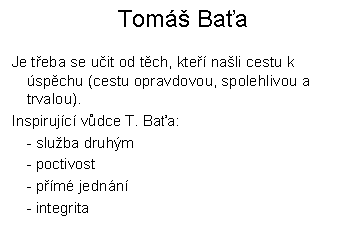 Tomáš Baťa
Je třeba se učit od těch, kteří našli cestu k
úspěchu (cestu opravdovou, spolehlivou a
trvalou).
Inspirující vůdce T. Baťa:
- služba druhým
- poctivost
- přímé jednání
- integrita